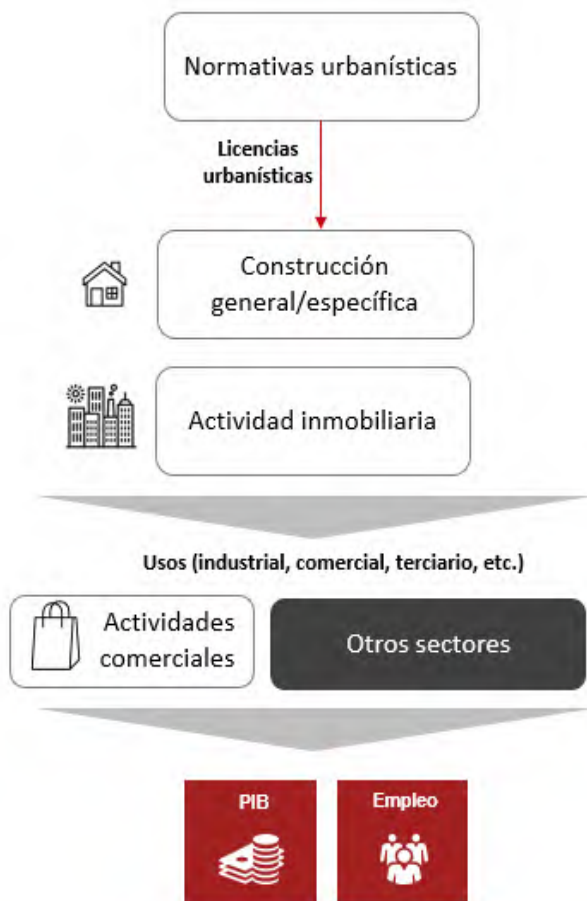 Normativas urbanísticas
Licencias
urbanísticas
Construcción
general/específica
Actividad inmobiliaria
Usos (industrial, comercial, terciario, etc.)
Actividades
comerciales
Otros sectores
PIB
Empleo